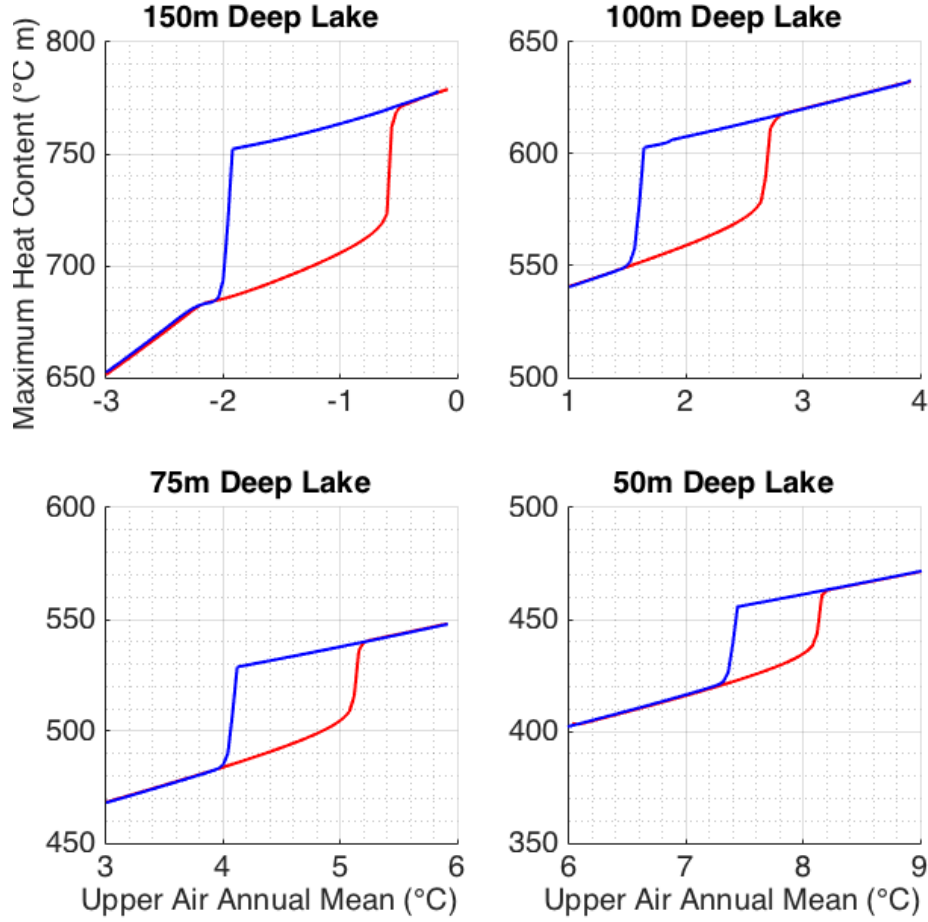 150m Deep Lake
Maximum Heat Content (°C m)
800
750
700
650
-3 -2 -1 0
100m Deep Lake
650
600
550
500
1 2 3 4
75m Deep Lake
600
550
500
450
3 4 5 6
Upper Air Annual Mean (°C)
50m Deep Lake
500
450
400
350
6 7 8 9
Upper Air Annual Mean (°C)